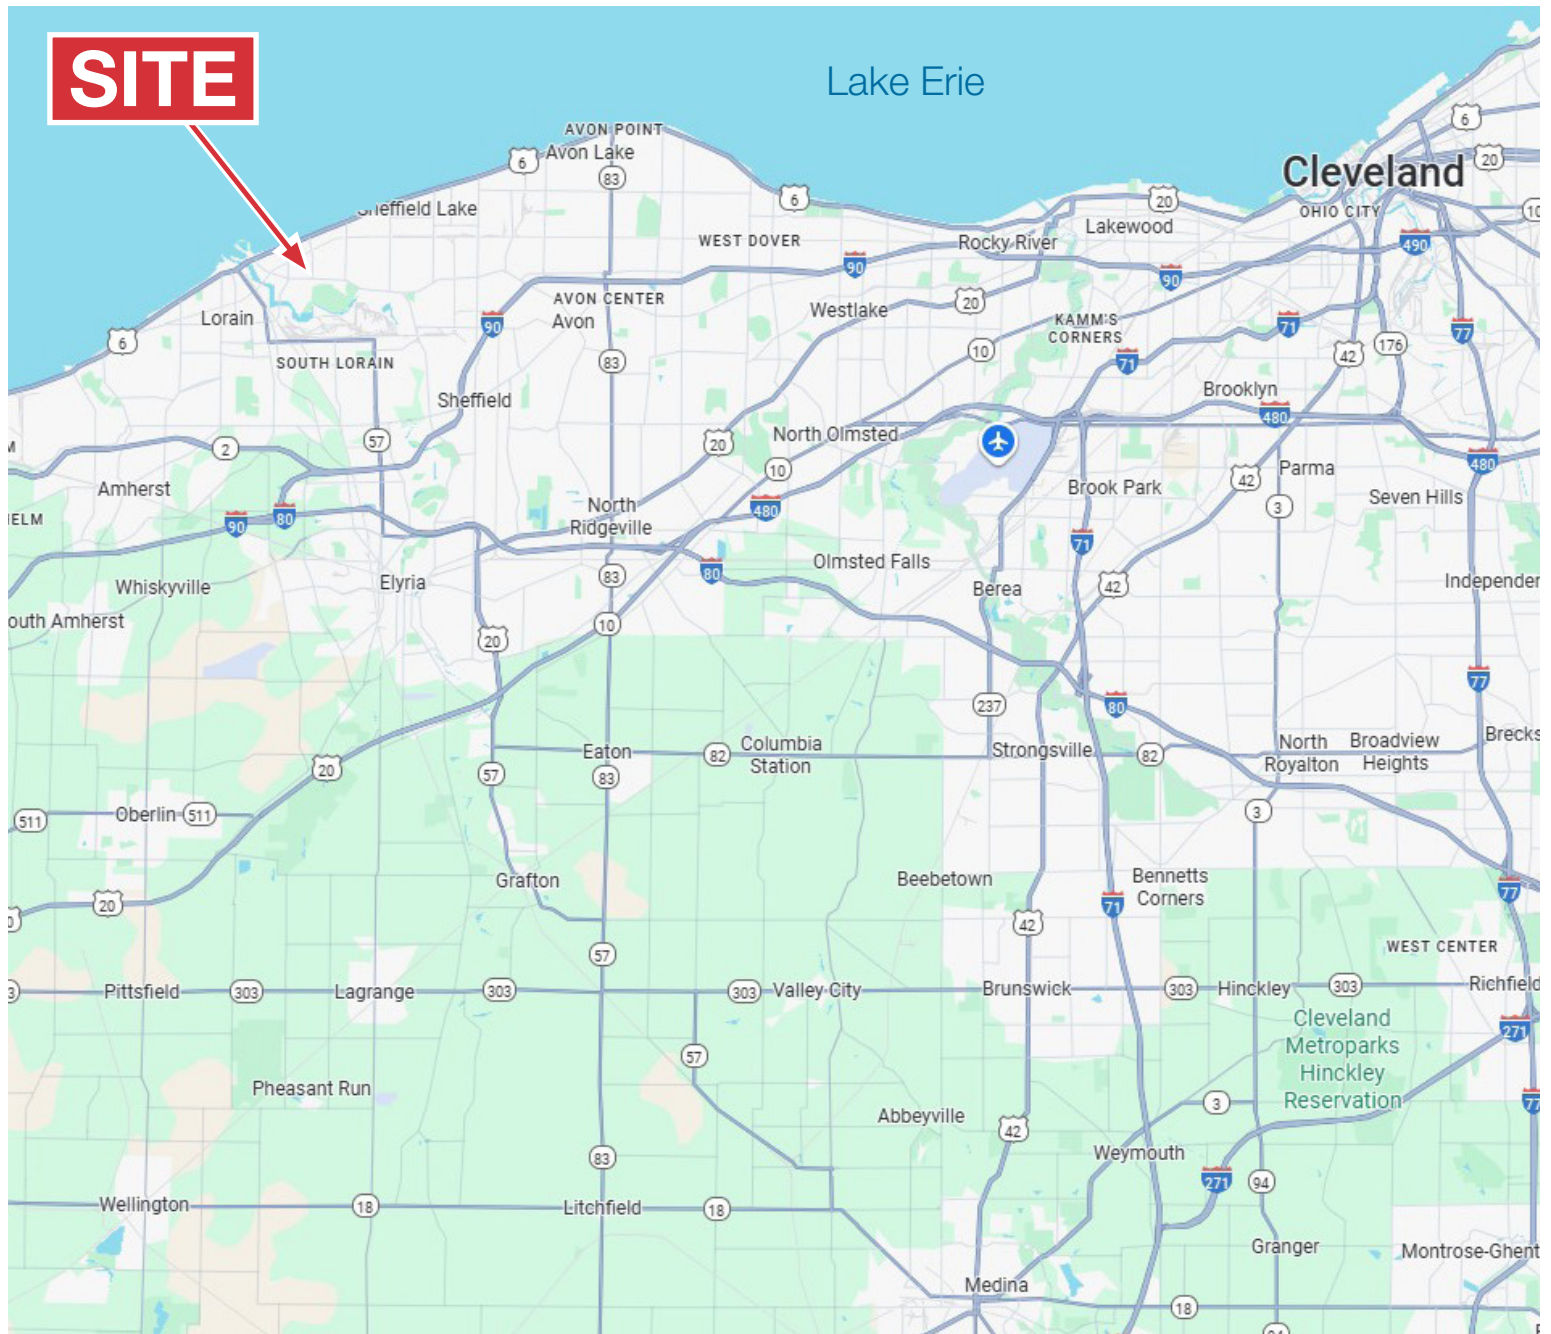 SITE
Lake Erie
AVON POINT
6
Avon Lake
83
6
Sheffield Lake
6
20
Cleveland
20
OHIO CITY
10
WEST DOVER
Rocky River
Lakewood
490
90
90
Lorain
AVON CENTER
Avon
90
Westlake
20
KAMM'S
CORNERS
71
77
6
SOUTH LORAIN
83
10
71
42
176
Sheffield
Brooklyn
480
2
57
20
North Olmsted
10
480
Parma
42
Amherst
North
Ridgeville
480
Brook Park
3
Seven Hills
90
80
71
Whiskyville
Elyria
83
80
Olmsted Falls
Berea
42
Independen
outh Amherst
20
10
77
237
80
Eaton
82
Columbia
Station
Strongsville
82
North
Royalton
Broadview
Heights
Brecks
20
57
83
511
Oberlin
511
3
Grafton
Beebetown
Bennetts
Corners
77
20
42
71
57
WEST CENTER
Pittsfield
303
Lagrange
303
303
Valley City
Brunswick
303
Hinckley
303
Richfield
Cleveland
Metroparks
Hinckley
Reservation
271
57
Pheasant Run
77
Abbeyville
3
42
83
Weymouth
271
94
Wellington
18
Litchfield
18
Granger
Montrose-Ghent
Medina
18